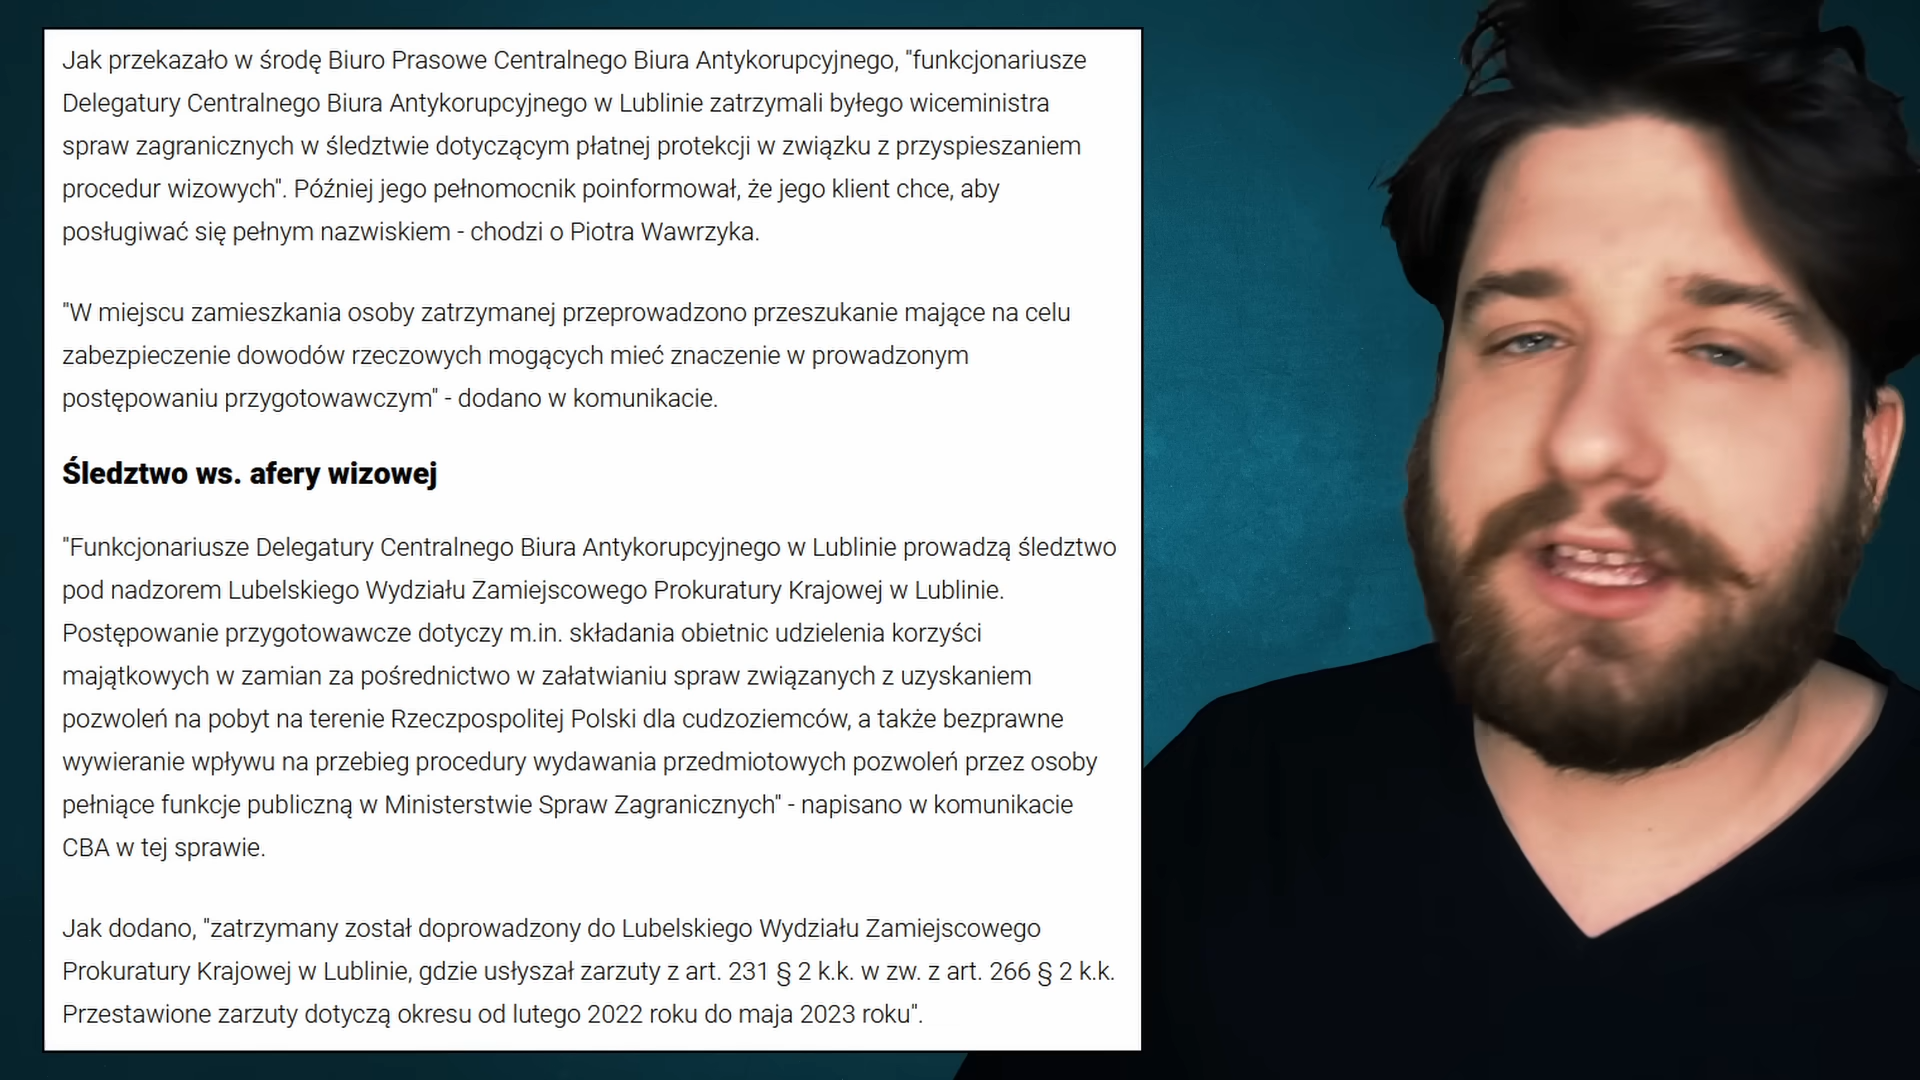 Jak przekazało w środę Biuro Prasowe Centralnego Biura Antykorupcyjnego, "funkcjonariusze
Delegatury Centralnego Biura Antykorupcyjnego w Lublinie zatrzymali byłego wiceministra
spraw zagranicznych w śledztwie dotyczącym płatnej protekcji w związku z przyspieszaniem
procedur wizowych". Później jego pełnomocnik poinformował, że jego klient chce, aby
posługiwać się pełnym nazwiskiem - chodzi o Piotra Wawrzyka.
"W miejscu zamieszkania osoby zatrzymanej przeprowadzono przeszukanie mające na celu
zabezpieczenie dowodów rzeczowych mogących mieć znaczenie w prowadzonym
postępowaniu przygotowawczym" - dodano w komunikacie.
Śledztwo ws. afery wizowej
"Funkcjonariusze Delegatury Centralnego Biura Antykorupcyjnego w Lublinie prowadzą śledztwo
pod nadzorem Lubelskiego Wydziału Zamiejscowego Prokuratury Krajowej w Lublinie.
Postępowanie przygotowawcze dotyczy m.in. składania obietnic udzielenia korzyści
majątkowych w zamian za pośrednictwo w załatwianiu spraw związanych z uzyskaniem
pozwoleń na pobyt na terenie Rzeczpospolitej Polski dla cudzoziemców, a także bezprawne
wywieranie wpływu na przebieg procedury wydawania przedmiotowych pozwoleń przez osoby
pełniące funkcje publiczną w Ministerstwie Spraw Zagranicznych" - napisano w komunikacie
CBA w tej sprawie.
Jak dodano, "zatrzymany został doprowadzony do Lubelskiego Wydziału Zamiejscowego
Prokuratury Krajowej w Lublinie, gdzie usłyszał zarzuty z art. 231 § 2 k.k. w zw. z art. 266 § 2 k.k.
Przestawione zarzuty dotyczą okresu od lutego 2022 roku do maja 2023 roku".